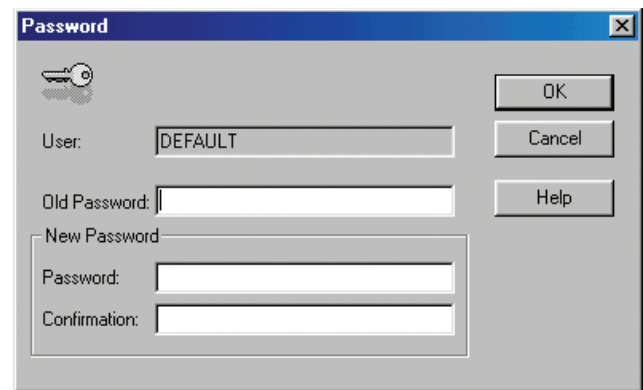 Password
OK
User: DEFAULT
Cancel
Old Password:
Help
New Password
Password:
Confirmation: